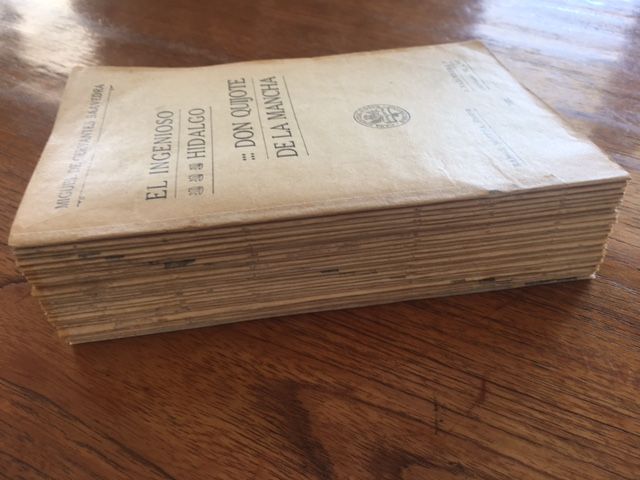 MIGUEL DE CERVANTES SAAVEDRA
EL INGENIOSO
HIDALGO
DON QUIJOTE
DE LA MANCHA